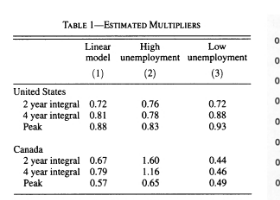 TABLE 1—ESTIMATED MULTIPLIERS
Linear High Low
model unemployment unemployment
(1) (2) (3)
United States
2 year integral 0.72 0.76 0.72
4 year integral 0.81 0.78 0.88
Peak 0.88 0.83 0.93
Canada
2 year integral 0.67 1.60 0.44
4 year integral 0.79 1.16 0.46
Peak 0.57 0.65 0.49